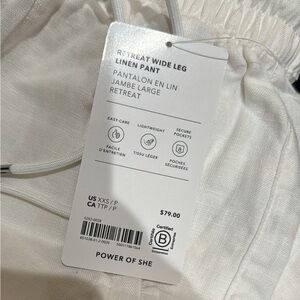 RETREAT WIDE LEG
LINEN PANT
PANTALON EN LIN
JAMBE LARGE
RETREAT
EASY CARE
LIGHTWEIGHT
SECURE
POCKETS
FACILE
D'ENTRETIEN
TISSU LÉGER
POCHES
SÉCURISÉES
US XXS / P
CA TTP / P
$79.00
Certified
B
Corporation
POWER OF SHE